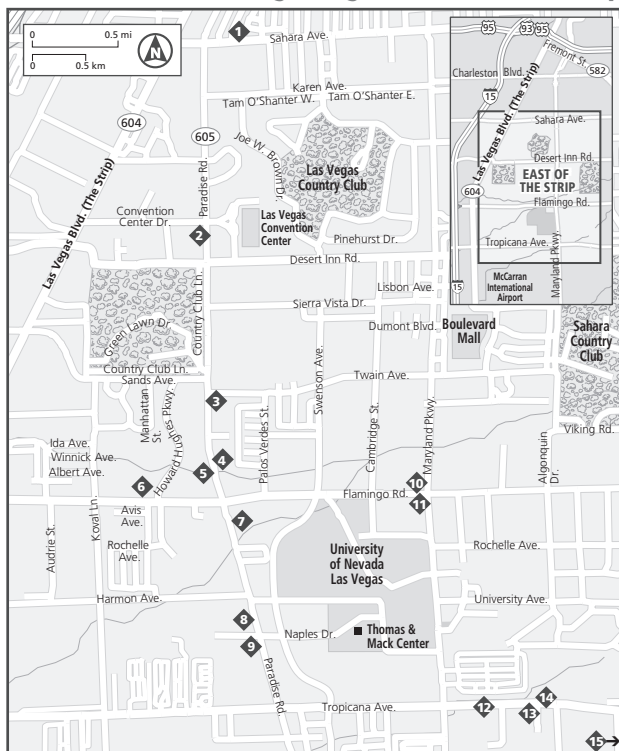 0 0.5 mi
0 0.5 km
N
1
Sahara Ave.
Karen Ave.
Tam O'Shanter W.
Tam O'Shanter E.
604
605
Joe W. Brown Dr.
Paradise Rd.
Las Vegas
Country Club
Las Vegas Blvd. (The Strip)
Convention
Center Dr.
2
Las Vegas
Convention
Center
Pinehurst Dr.
Desert Inn Rd.
Lisbon Ave.
Sierra Vista Dr.
Country Club Ln.
Green Lawn Dr.
Dumont Blvd.
Boulevard
Mall
Sahara
Country
Club
Country Club Ln.
Sands Ave.
Twain Ave.
Swenson Ave.
Manhattan
St.
Howard Hughes Pkwy.
3
Palos Verdes St.
Cambridge St.
Maryland Pkwy.
Viking Rd.
Algonquin
Dr.
Ida Ave.
Winnick Ave.
Albert Ave.
4
5
6
10
Flamingo Rd.
11
Koval Ln.
Audrie St.
Avis
Ave.
7
Rochelle
Ave.
University
of Nevada
Las Vegas
Rochelle Ave.
Harmon Ave.
University Ave.
8
Naples Dr.
9
Thomas &
Mack Center
Paradise Rd.
Tropicana Ave.
12
13
14
15
95
93
95
Fremont St.
582
Charleston Blvd.
15
Las Vegas Blvd. (The Strip)
Sahara Ave.
Desert Inn Rd.
EAST OF
THE STRIP
604
Flamingo Rd.
Tropicana Ave.
Maryland Pkwy.
McCarran
International
Airport
15